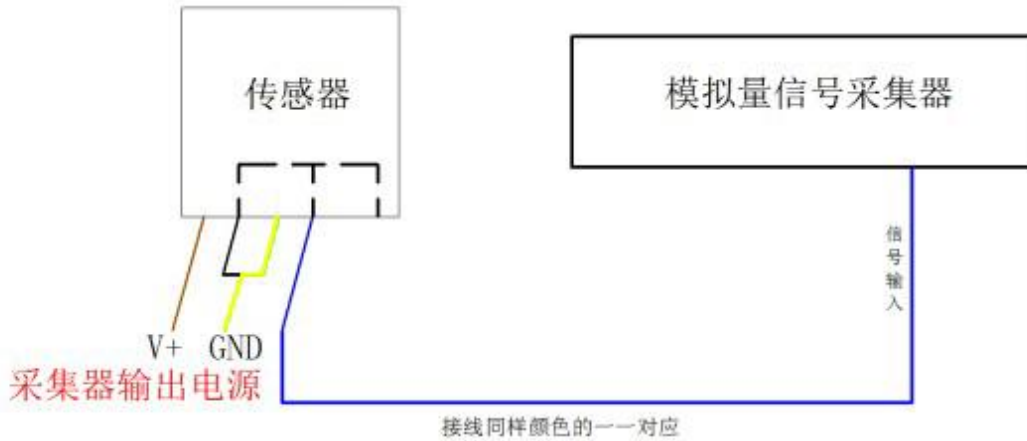 传感器
模拟量信号采集器
信号输入
V+ GND
采集器输出电源
接线同样颜色的一一对应